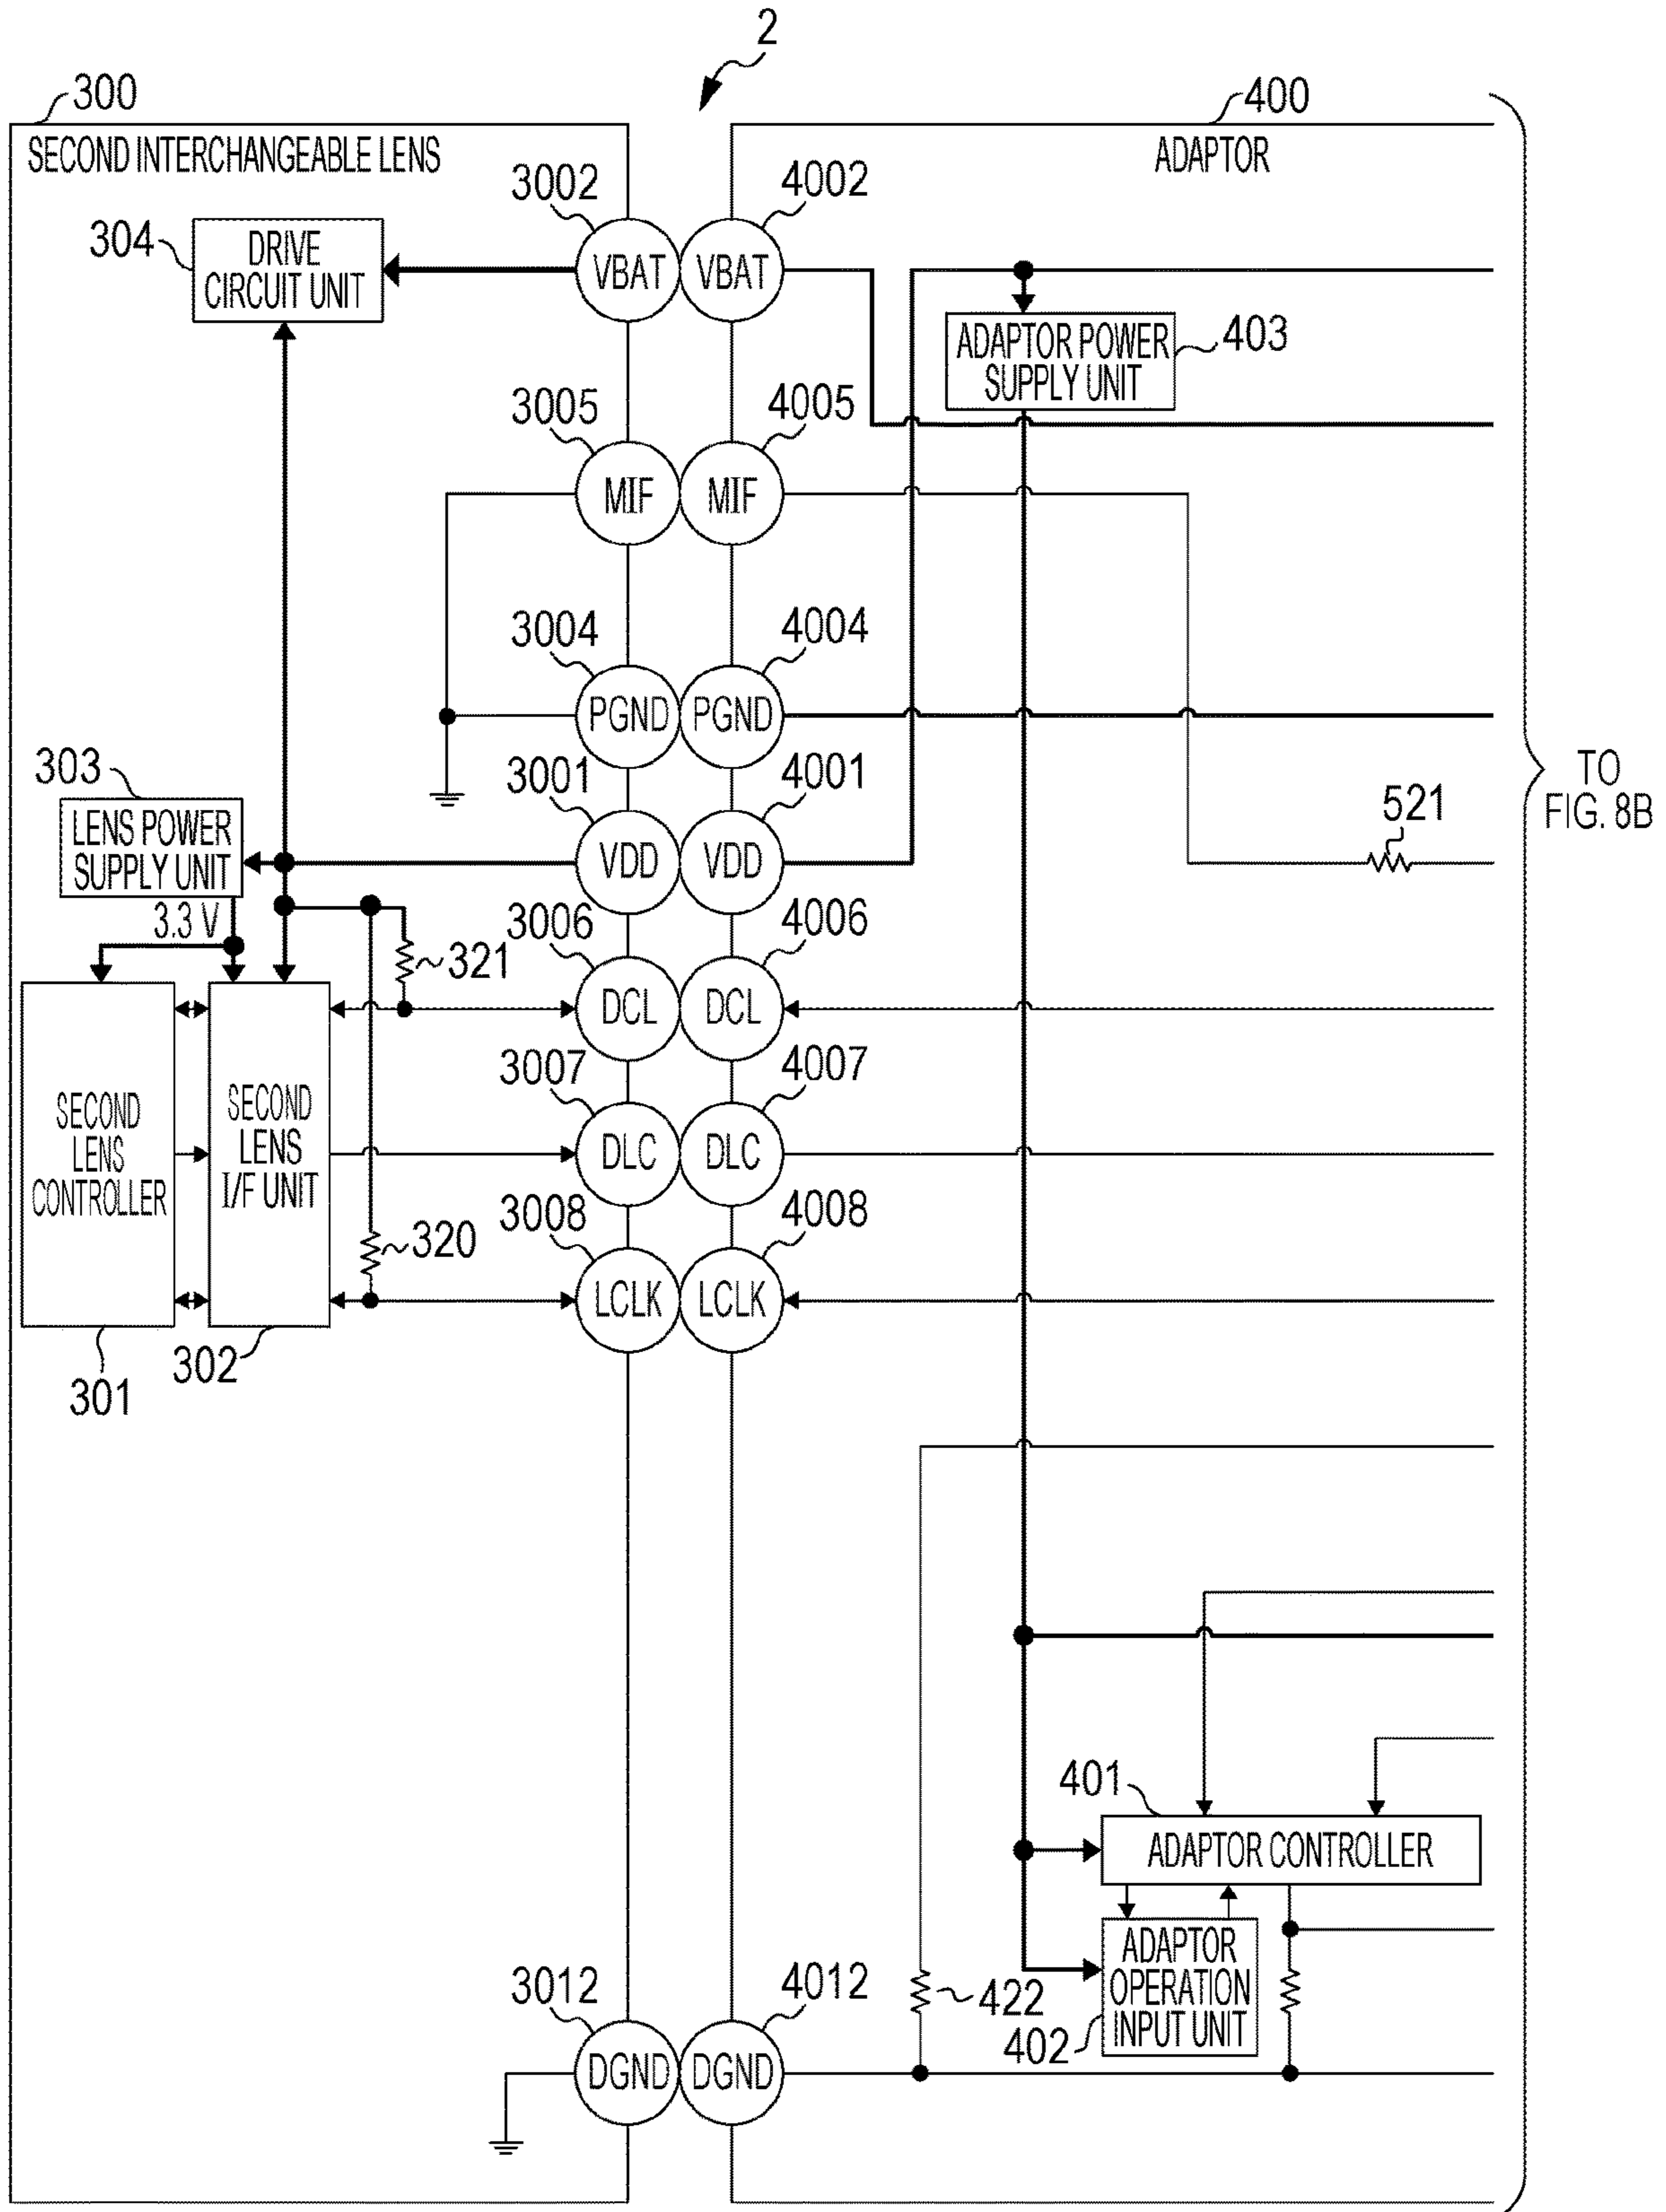 2
300
SECOND INTERCHANGEABLE LENS
400
ADAPTOR
3002
4002
304
DRIVE
CIRCUIT UNIT
VBAT
VBAT
ADAPTOR POWER
SUPPLY UNIT
403
3005
4005
MIF
MIF
3004
4004
PGND
PGND
303
LENS POWER
SUPPLY UNIT
3.3 V
3001
4001
VDD
VDD
521
TO
FIG. 8B
3006
4006
321
DCL
DCL
3007
4007
SECOND
LENS
CONTROLLER
SECOND
LENS
I/F UNIT
DLC
DLC
3008
4008
320
LCLK
LCLK
301
302
401
ADAPTOR CONTROLLER
ADAPTOR
OPERATION
INPUT UNIT
402
422
3012
4012
DGND
DGND